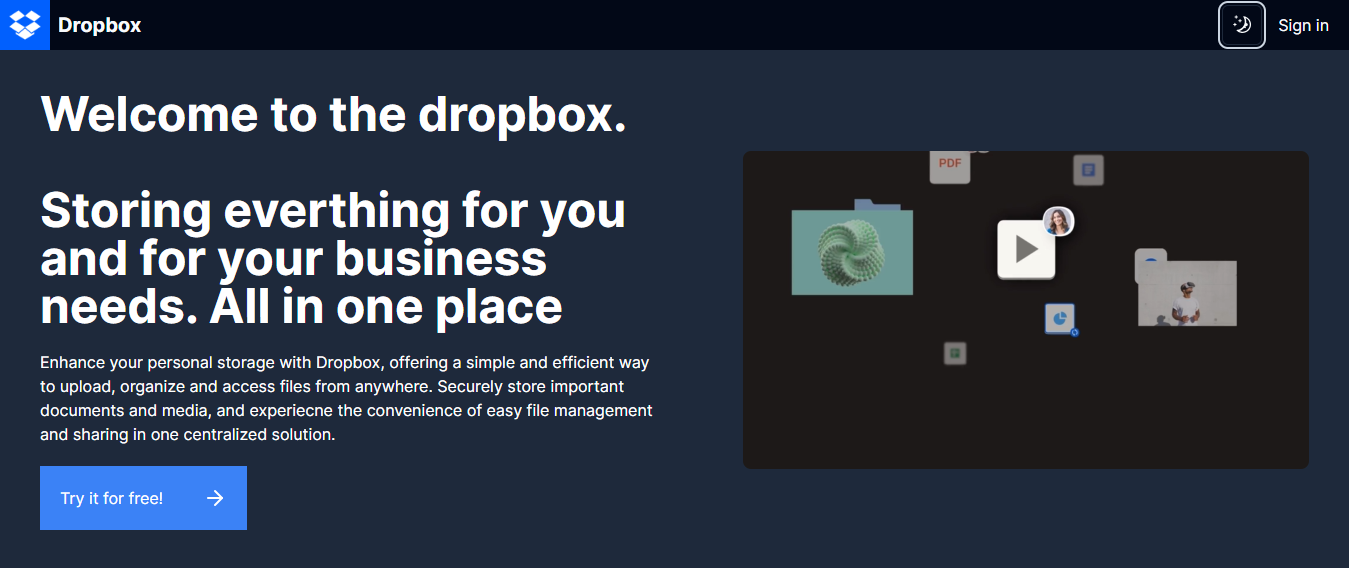 Dropbox
Sign in
Welcome to the dropbox.
Storing everthing for you
and for your business
needs. All in one place
Enhance your personal storage with Dropbox, offering a simple and efficient way
to upload, organize and access files from anywhere. Securely store important
documents and media, and experiecne the convenience of easy file management
and sharing in one centralized solution.
Try it for free!
PDF